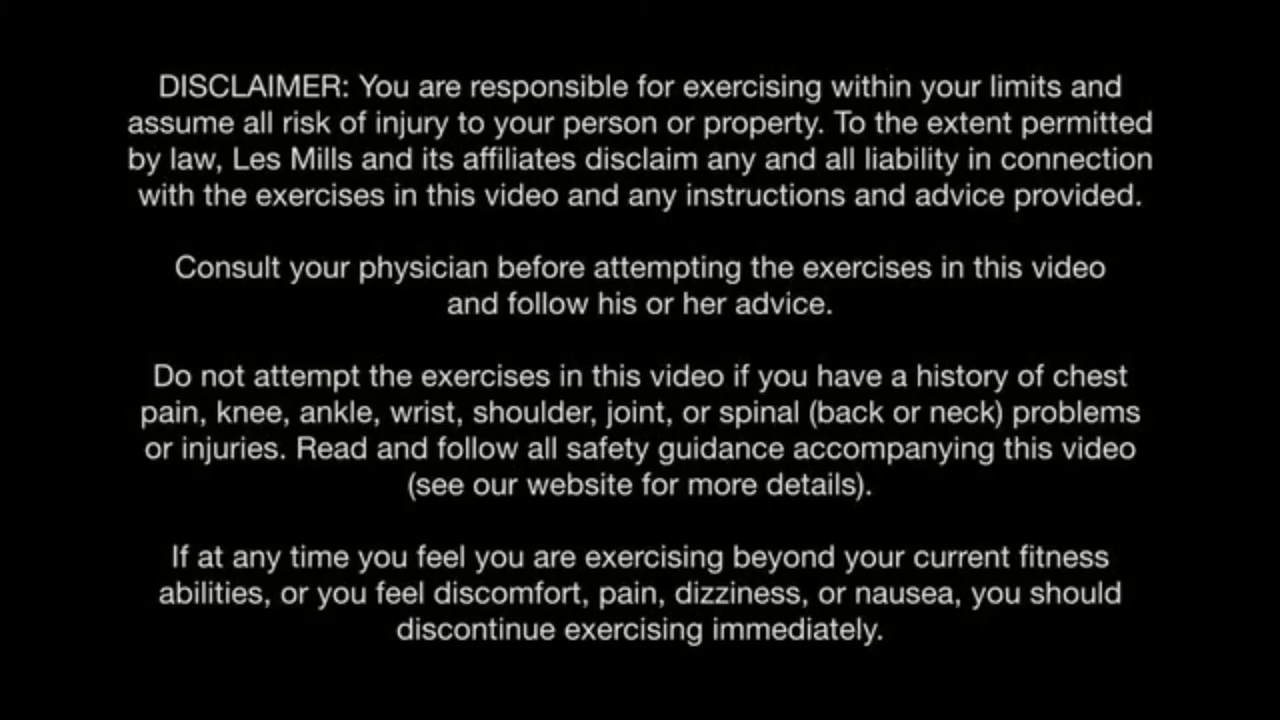 DISCLAIMER: You are responsible for exercising within your limits and
assume all risk of injury to your person or property. To the extent permitted
by law, Les Mills and its affiliates disclaim any and all liability in connection
with the exercises in this video and any instructions and advice provided.
Consult your physician before attempting the exercises in this video
and follow his or her advice.
Do not attempt the exercises in this video if you have a history of chest
pain, knee, ankle, wrist, shoulder, joint, or spinal (back or neck) problems
or injuries. Read and follow all safety guidance accompanying this video
(see our website for more details).
If at any time you feel you are exercising beyond your current fitness
abilities, or you feel discomfort, pain, dizziness, or nausea, you should
discontinue exercising immediately.